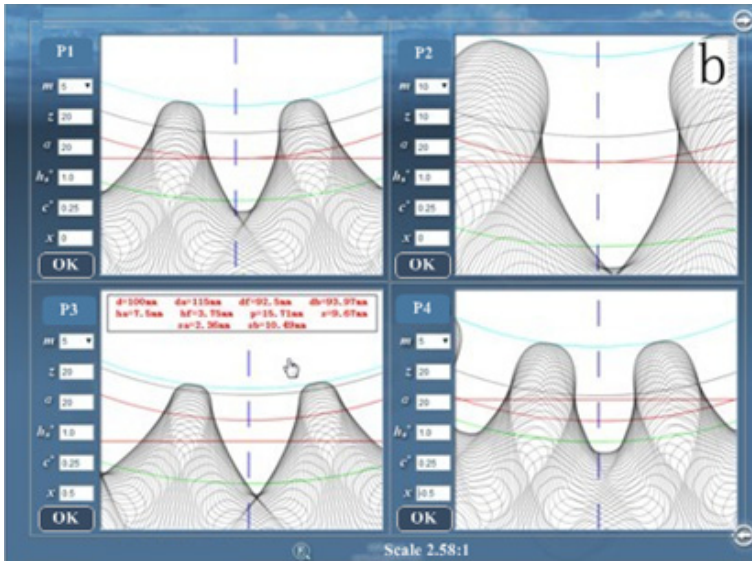 P1
m 5
z 20
α 20
ha* 1.0
c* 0.25
x 0
OK
P2
b
m 10
z 10
α 20
ha* 1.0
c* 0.25
x 0
OK
P3
d=100mm da=115mm df=92.5mm db=93.97mm
ha=7.5mm hf=3.75mm p=15.71mm s=9.67mm
sa=2.36mm sb=10.49mm
m 5
z 20
α 20
ha* 1.0
c* 0.25
x 0.5
OK
P4
m 5
z 20
α 20
ha* 1.0
c* 0.25
x -0.5
OK
Scale 2.58:1